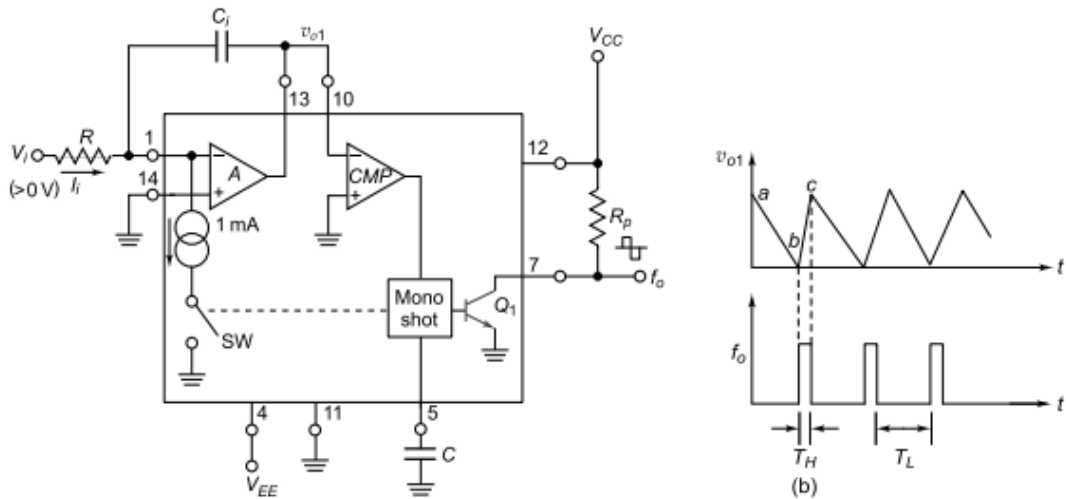 C_i
v_o1
V_CC
13
10
R
1
V_i
(>0 V)
I_i
14
A
CMP
12
1 mA
R_p
7
f_o
Mono
shot
Q_1
SW
4
11
5
V_EE
C
v_o1
a
c
b
t
f_o
t
T_H
T_L
(b)